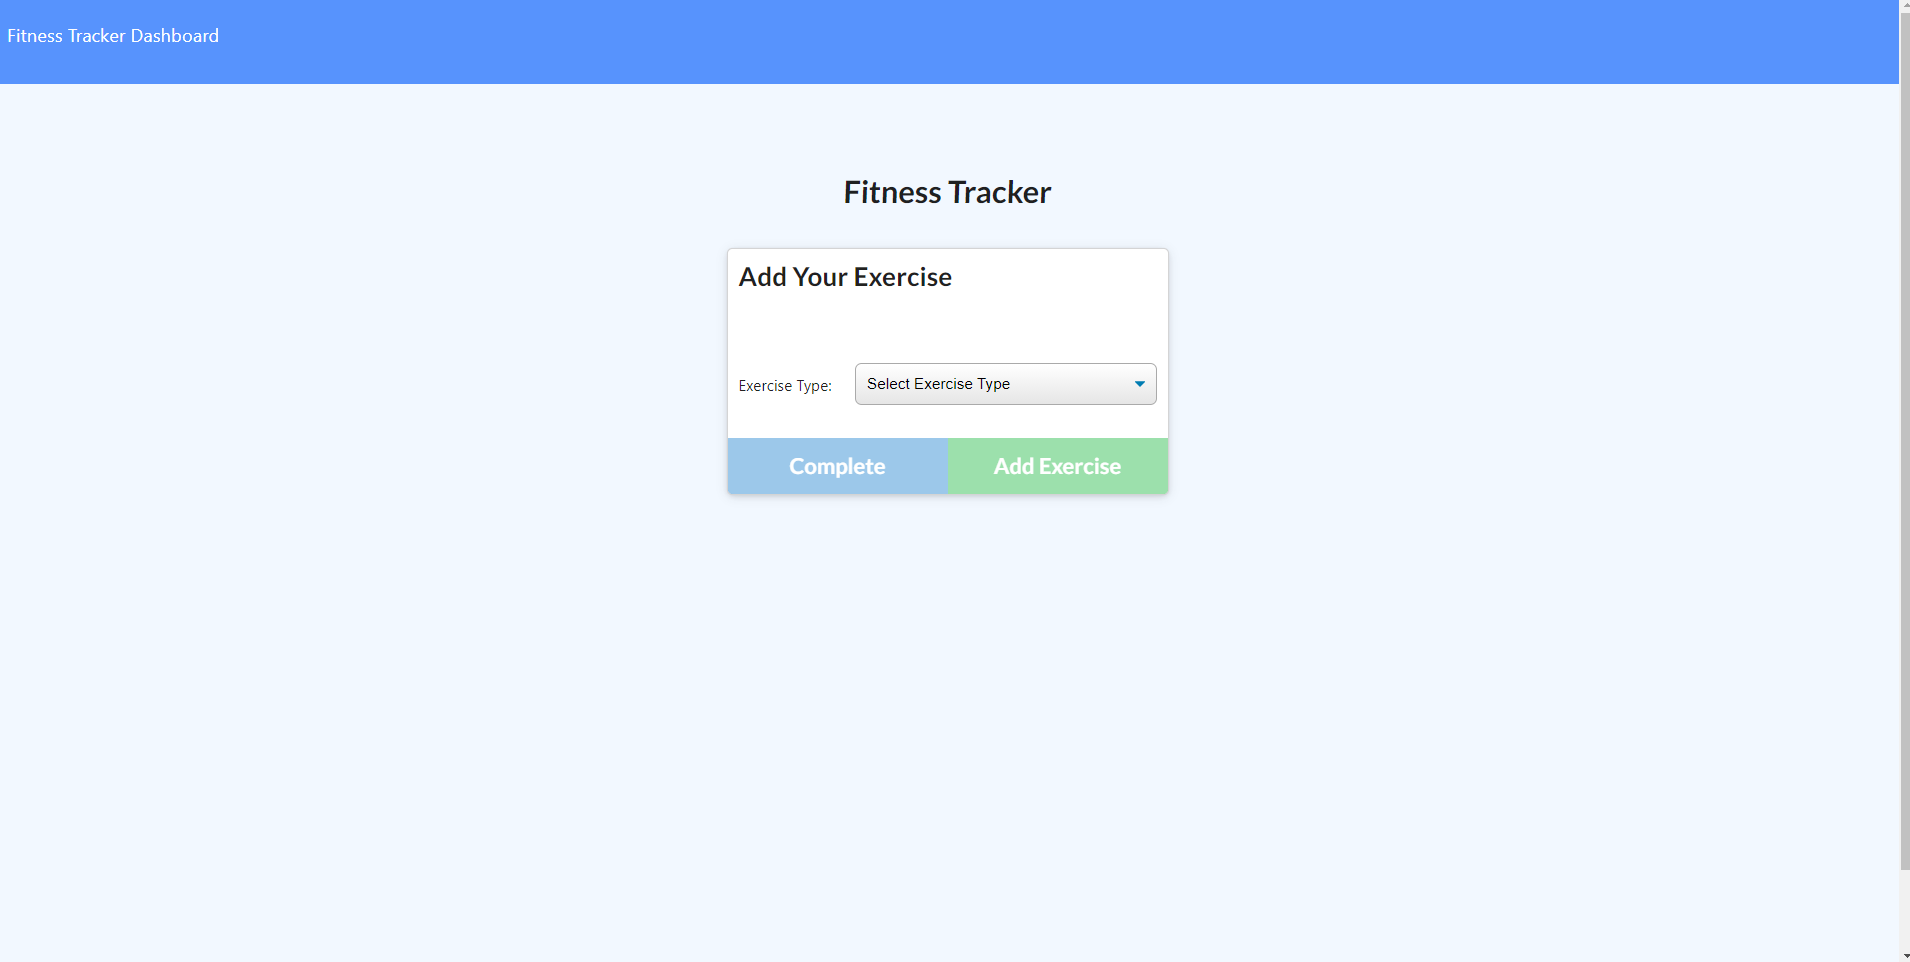 Fitness Tracker Dashboard
Fitness Tracker
Add Your Exercise
Exercise Type: Select Exercise Type
Complete Add Exercise